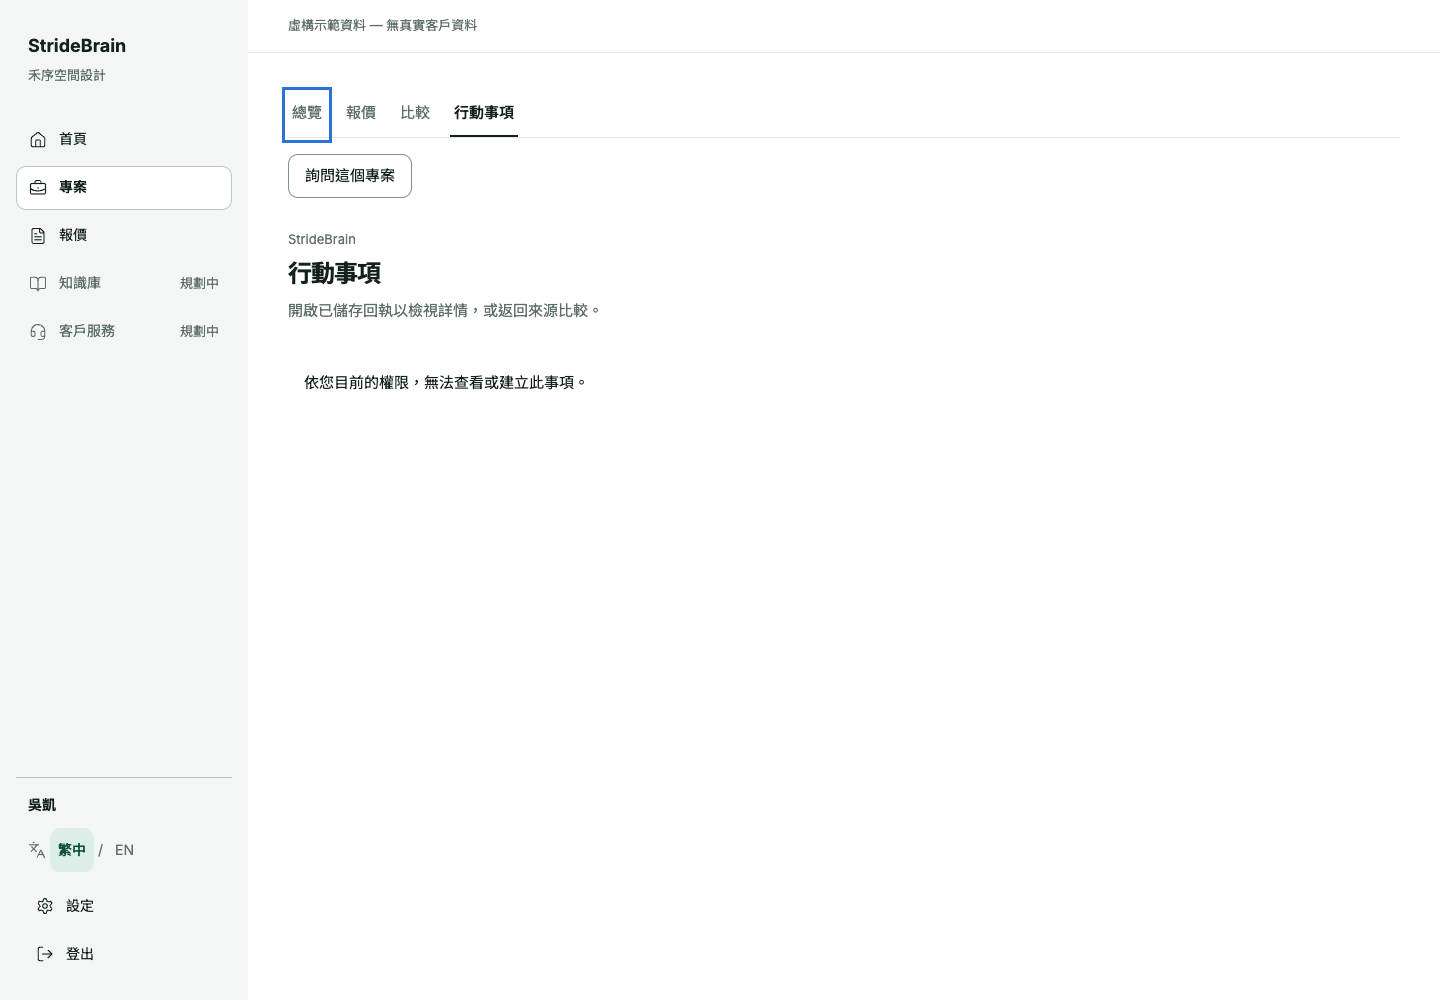 StrideBrain
禾序空間設計
首頁
專案
報價
知識庫 規劃中
客戶服務 規劃中
吳凱
繁中 / EN
設定
登出
虛構示範資料 — 無真實客戶資料
總覽 報價 比較 行動事項
詢問這個專案
StrideBrain
行動事項
開啟已儲存回執以檢視詳情，或返回來源比較。
依您目前的權限，無法查看或建立此事項。